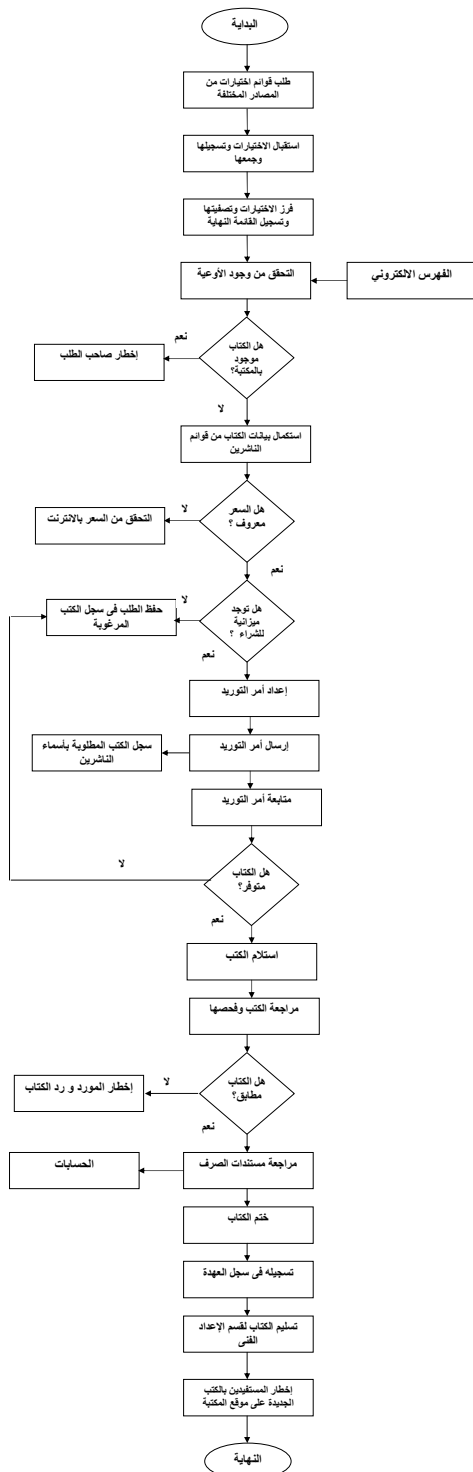 البداية
طلب قوائم اختيارات من
المصادر المختلفة
استقبال الاختيارات وتسجيلها
وجمعها
فرز الاختيارات وتصفيتها
وتسجيل القائمة النهاية
التحقق من وجود الأوعية
الفهرس الالكتروني
هل الكتاب
موجود
بالمكتبة؟
نعم
إخطار صاحب الطلب
لا
استكمال بيانات الكتاب من قوائم
الناشرين
هل السعر
معروف ؟
لا
التحقق من السعر بالانترنت
نعم
هل توجد
ميزانية
للشراء ؟
لا
حفظ الطلب فى سجل الكتب
المرغوبة
نعم
إعداد أمر التوريد
إرسال أمر التوريد
سجل الكتب المطلوبة بأسماء
الناشرين
متابعة أمر التوريد
هل الكتاب
متوفر؟
لا
نعم
استلام الكتب
مراجعة الكتب وفحصها
هل الكتاب
مطابق؟
لا
إخطار المورد و رد الكتاب
نعم
مراجعة مستندات الصرف
الحسابات
ختم الكتاب
تسجيله فى سجل العهدة
تسليم الكتاب لقسم الإعداد
الفنى
إخطار المستفيدين بالكتب
الجديدة على موقع المكتبة
النهاية